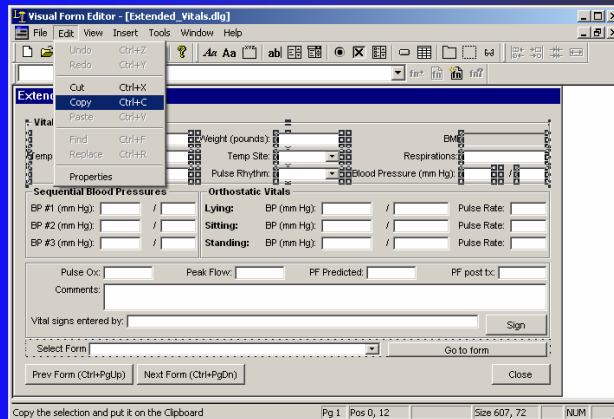 Visual Form Editor - [Extended_Vitals.dlg]
File Edit View Insert Tools Window Help
Undo Ctrl+Z
Redo Ctrl+Y
Cut Ctrl+X
Copy Ctrl+C
Paste Ctrl+V
Find Ctrl+F
Replace Ctrl+R
Properties
Aa Aa ab
fn
Weight (pounds): BMI
Temp Site: Respirations:
Pulse Rhythm: Blood Pressure (mm Hg): /
Sequential Blood Pressures Orthostatic Vitals
BP #1 (mm Hg): / Lying: BP (mm Hg): / Pulse Rate:
BP #2 (mm Hg): / Sitting: BP (mm Hg): / Pulse Rate:
BP #3 (mm Hg): / Standing: BP (mm Hg): / Pulse Rate:
Pulse Ox: Peak Flow: PF Predicted: PF post tx:
Comments:
Vital signs entered by: Sign
Select Form Go to form
Prev Form (Ctrl+PgUp) Next Form (Ctrl+PgDn) Close
Copy the selection and put it on the Clipboard Pg 1 Pos 0, 12 Size 607, 72 NUM